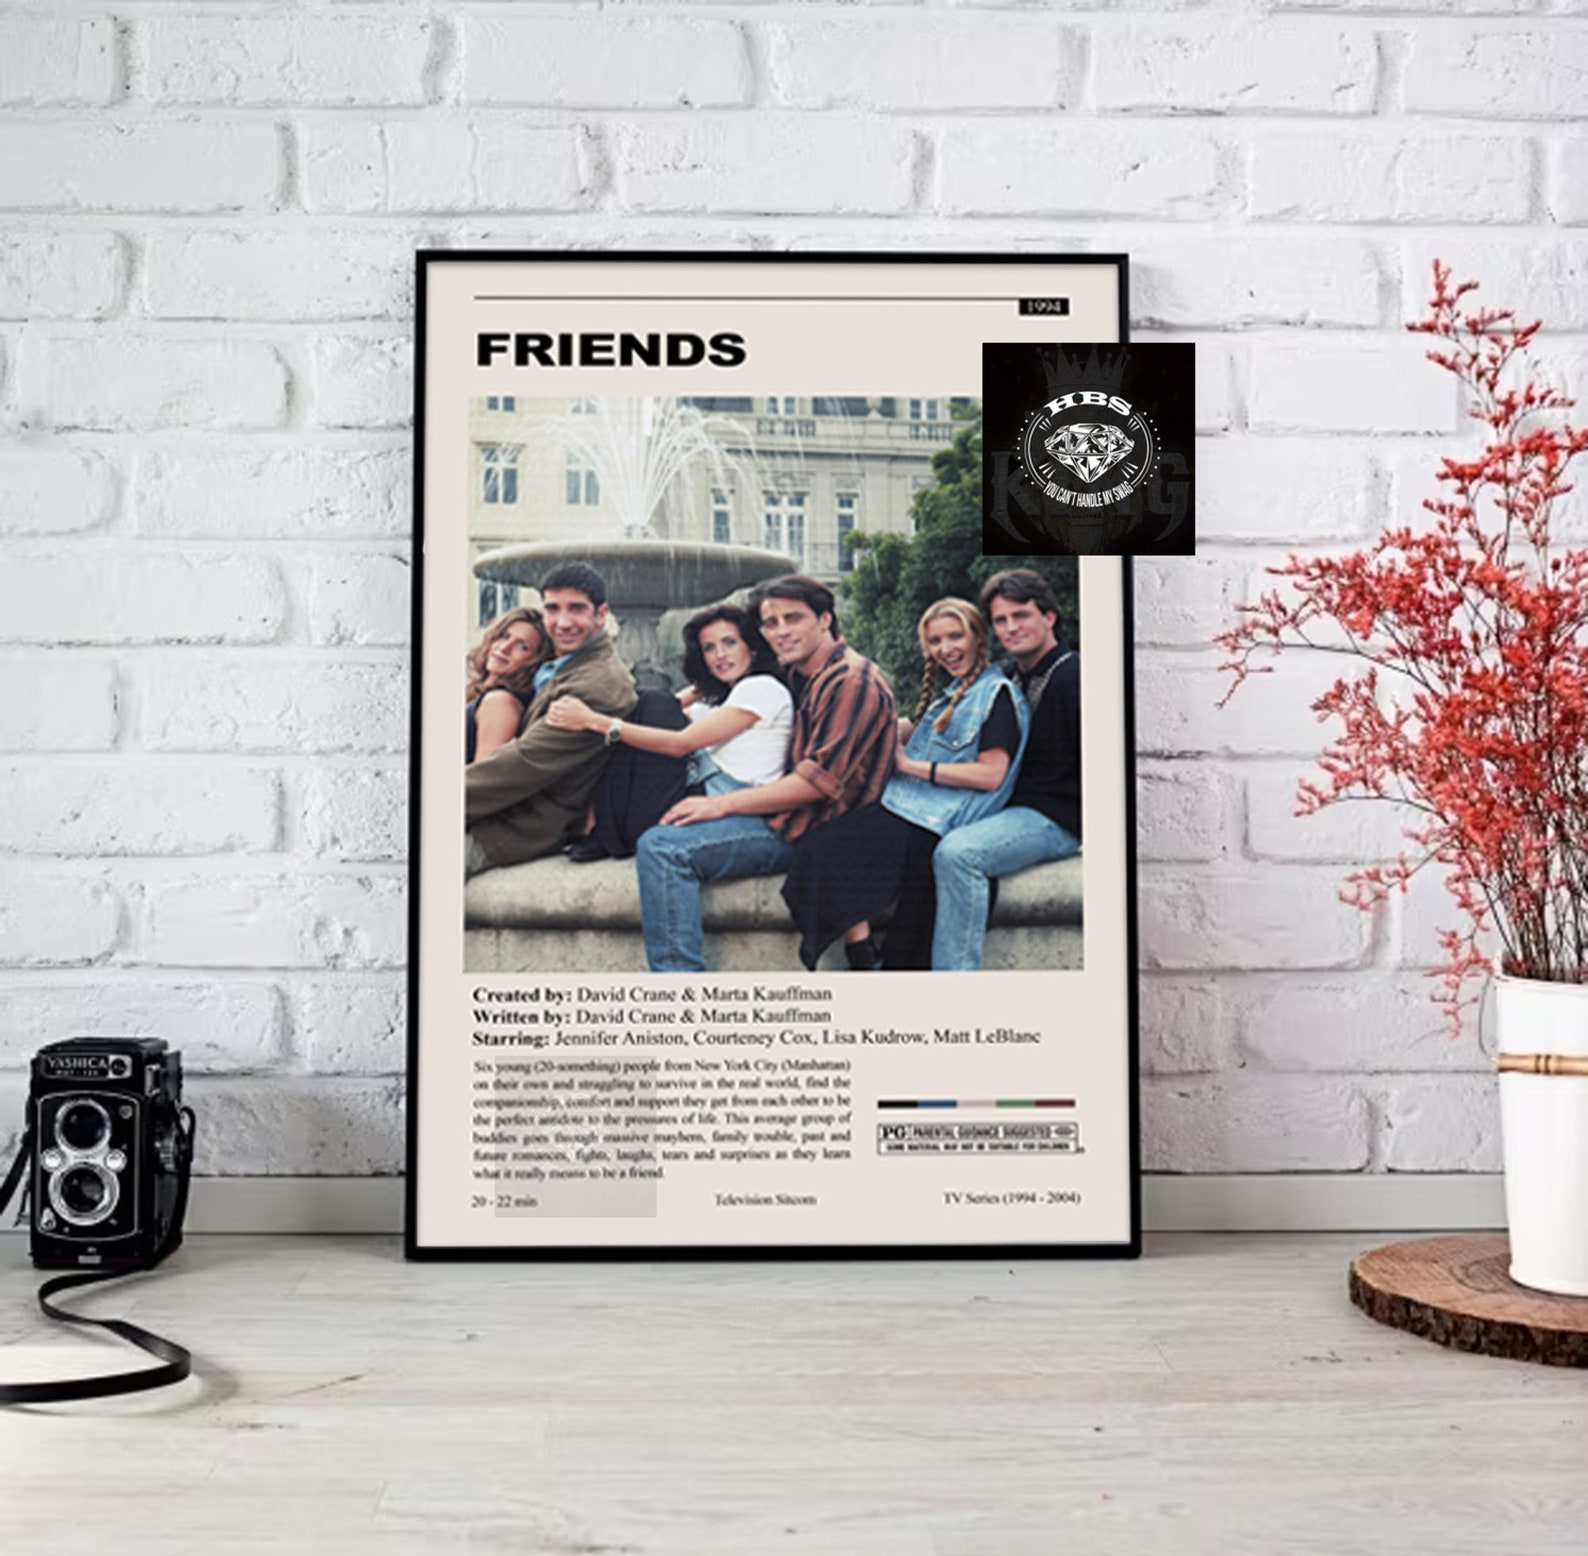 1994
FRIENDS
HBS
KING
YOU CAN'T HANDLE MY SWAG
Created by: David Crane & Marta Kauffman
Written by: David Crane & Marta Kauffman
Starring: Jennifer Aniston, Courteney Cox, Lisa Kudrow, Matt LeBlanc
Six young (20-something) people from New York City (Manhattan)
on their own and struggling to survive in the real world, find the
companionship, comfort and support they get from each other to be
the perfect antidote to the pressures of life. This average group of
buddies goes through massive mayhem, family trouble, past and
future romances, fights, laughs, tears and surprises as they learn
what it really means to be a friend.
PG PARENTAL GUIDANCE SUGGESTED
SOME MATERIAL MAY NOT BE SUITABLE FOR CHILDREN
20 - 22 min
Television Sitcom
TV Series (1994 - 2004)
YASHICA
MAT-124